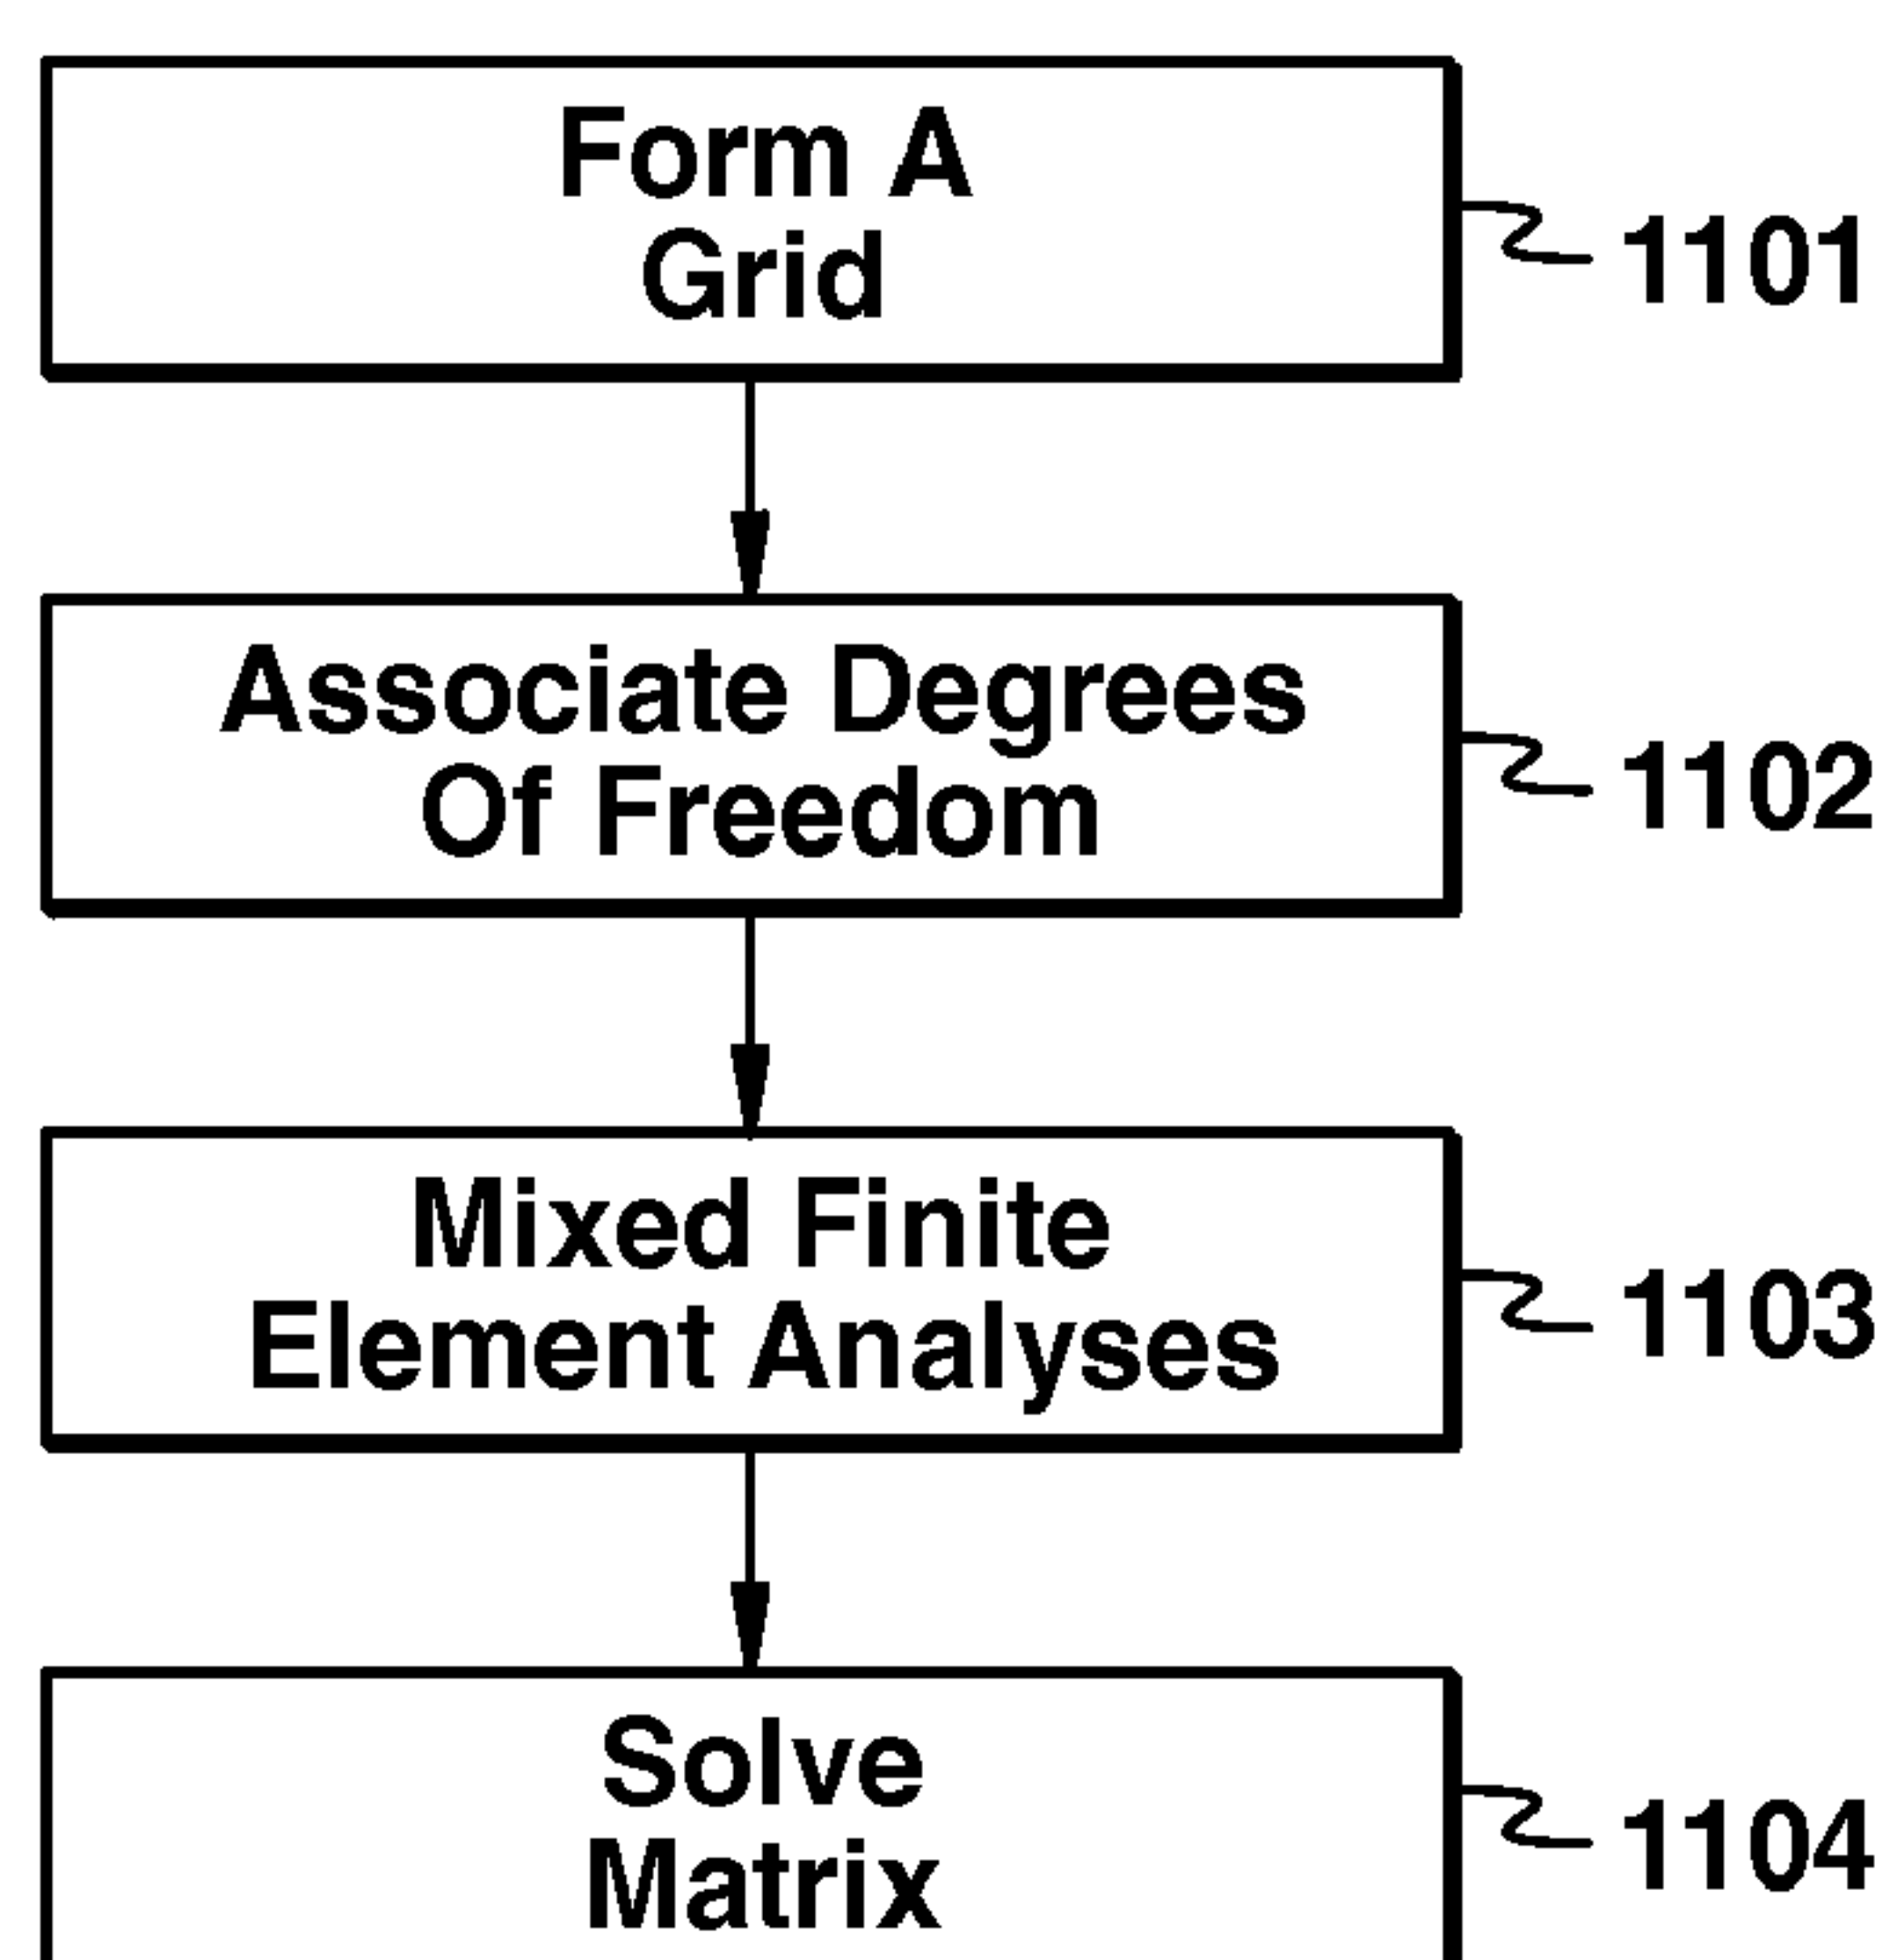 Form A
Grid
1101
Associate Degrees
Of Freedom
1102
Mixed Finite
Element Analyses
1103
Solve
Matrix
1104